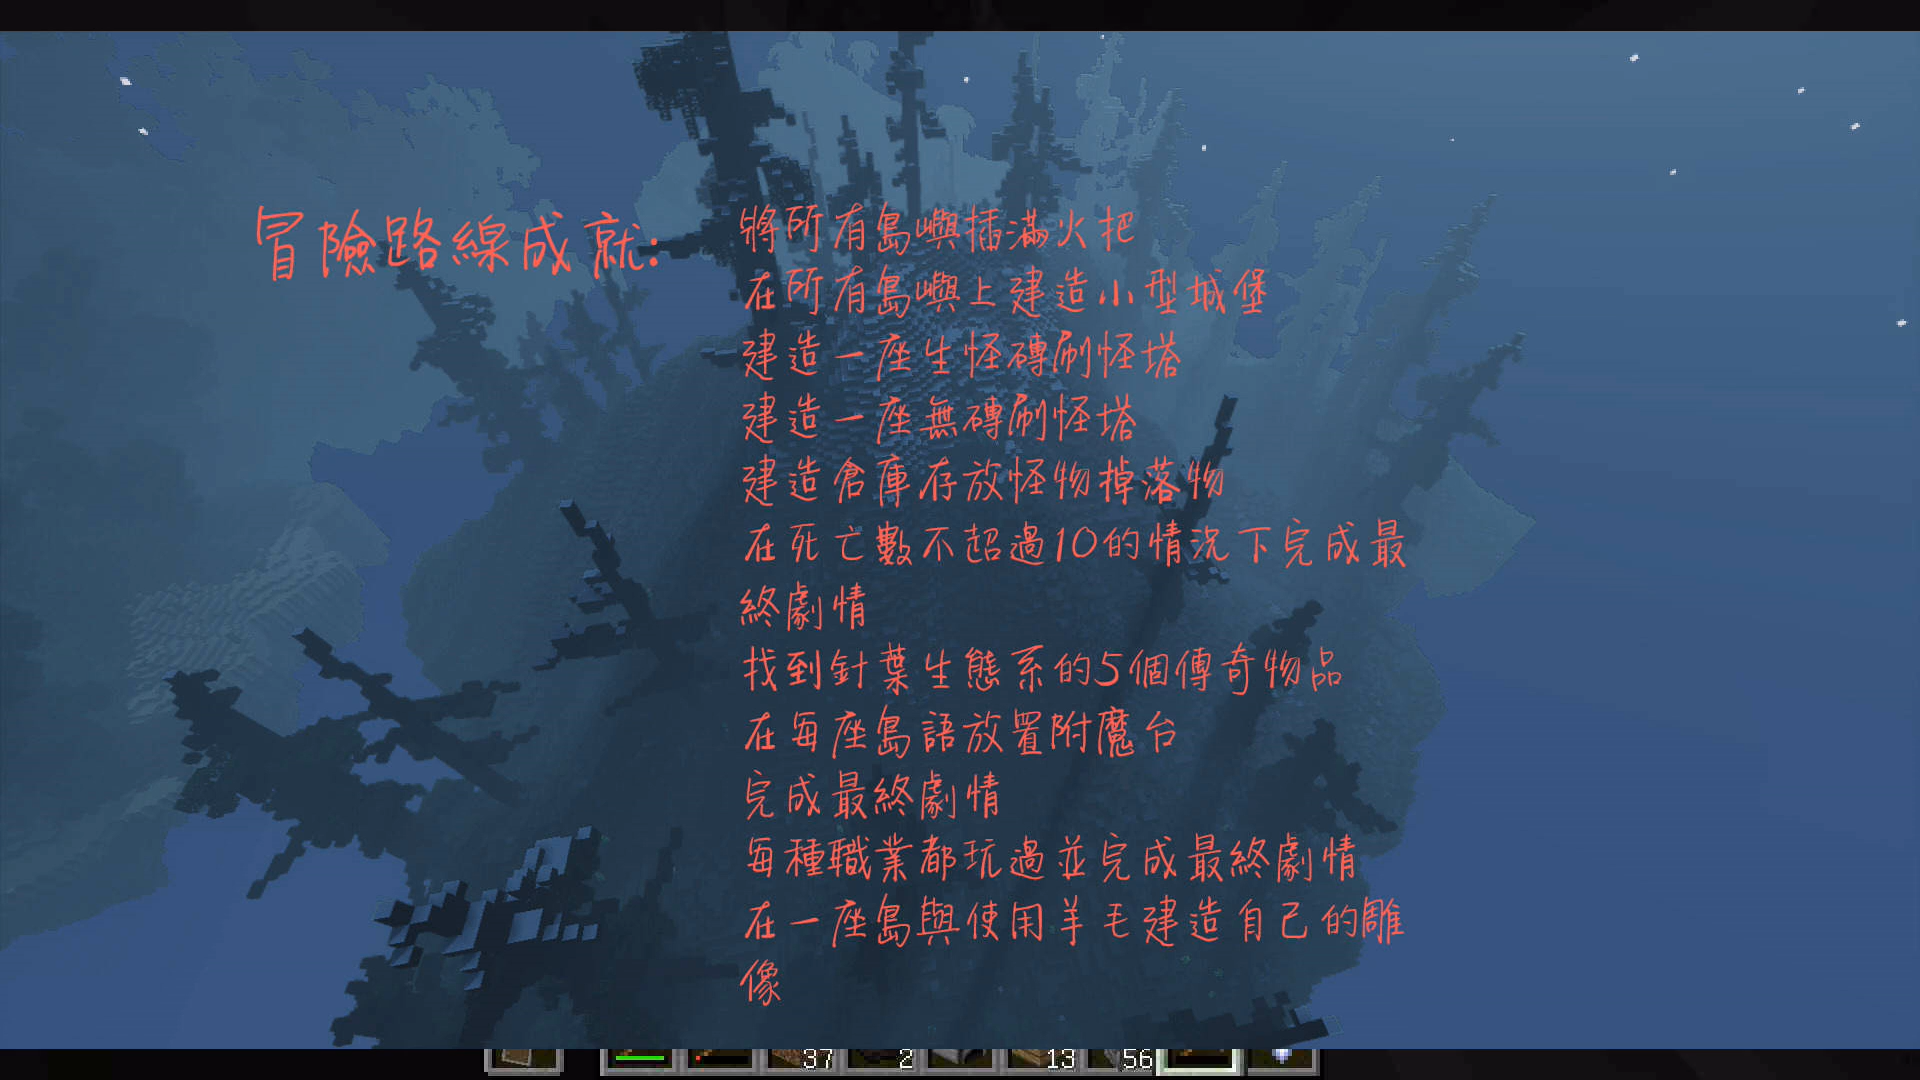 冒險路線成就:
將所有島嶼插滿火把
在所有島嶼上建造小型城堡
建造一座生怪磚刷怪塔
建造一座無磚刷怪塔
建造倉庫存放怪物掉落物
在死亡數不超過10的情況下完成最
終劇情
找到針葉生態系的5個傳奇物品
在每座島語放置附魔台
完成最終劇情
每種職業都玩過並完成最終劇情
在一座島與使用羊毛建造自己的雕
像
37 2 13 56